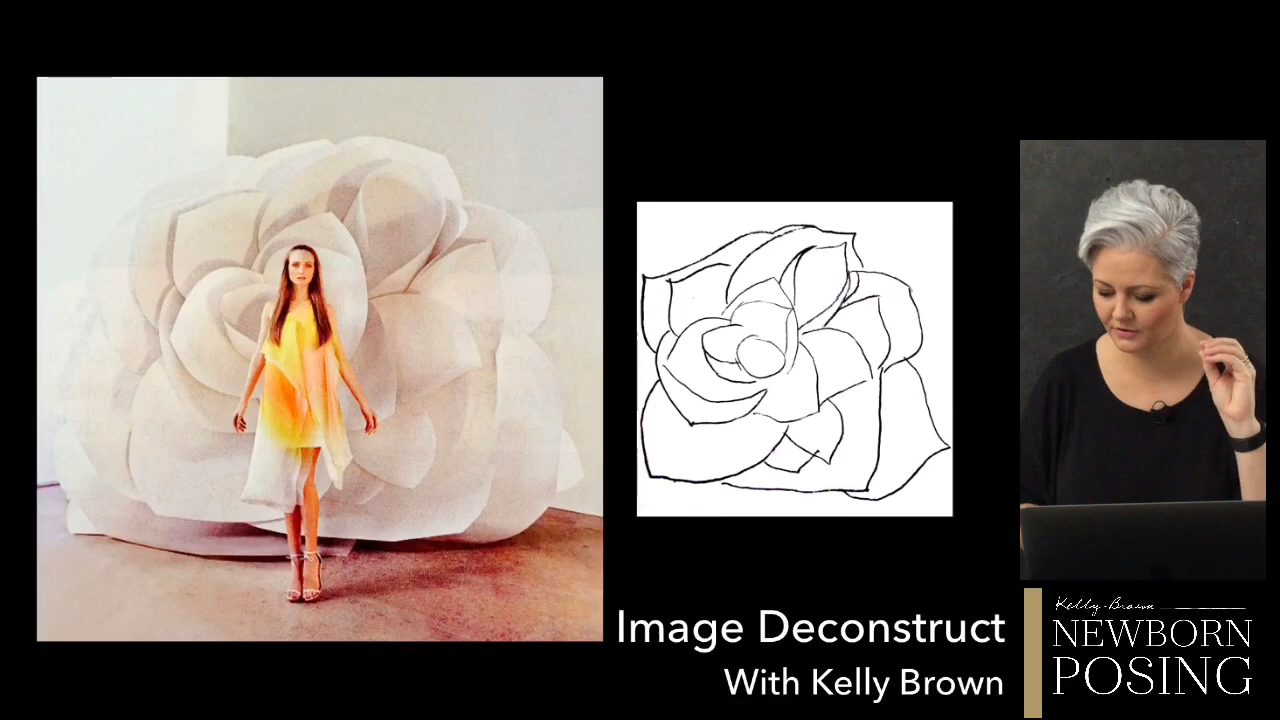 Image Deconstruct
With Kelly Brown
Kelly Brown
NEWBORN
POSING